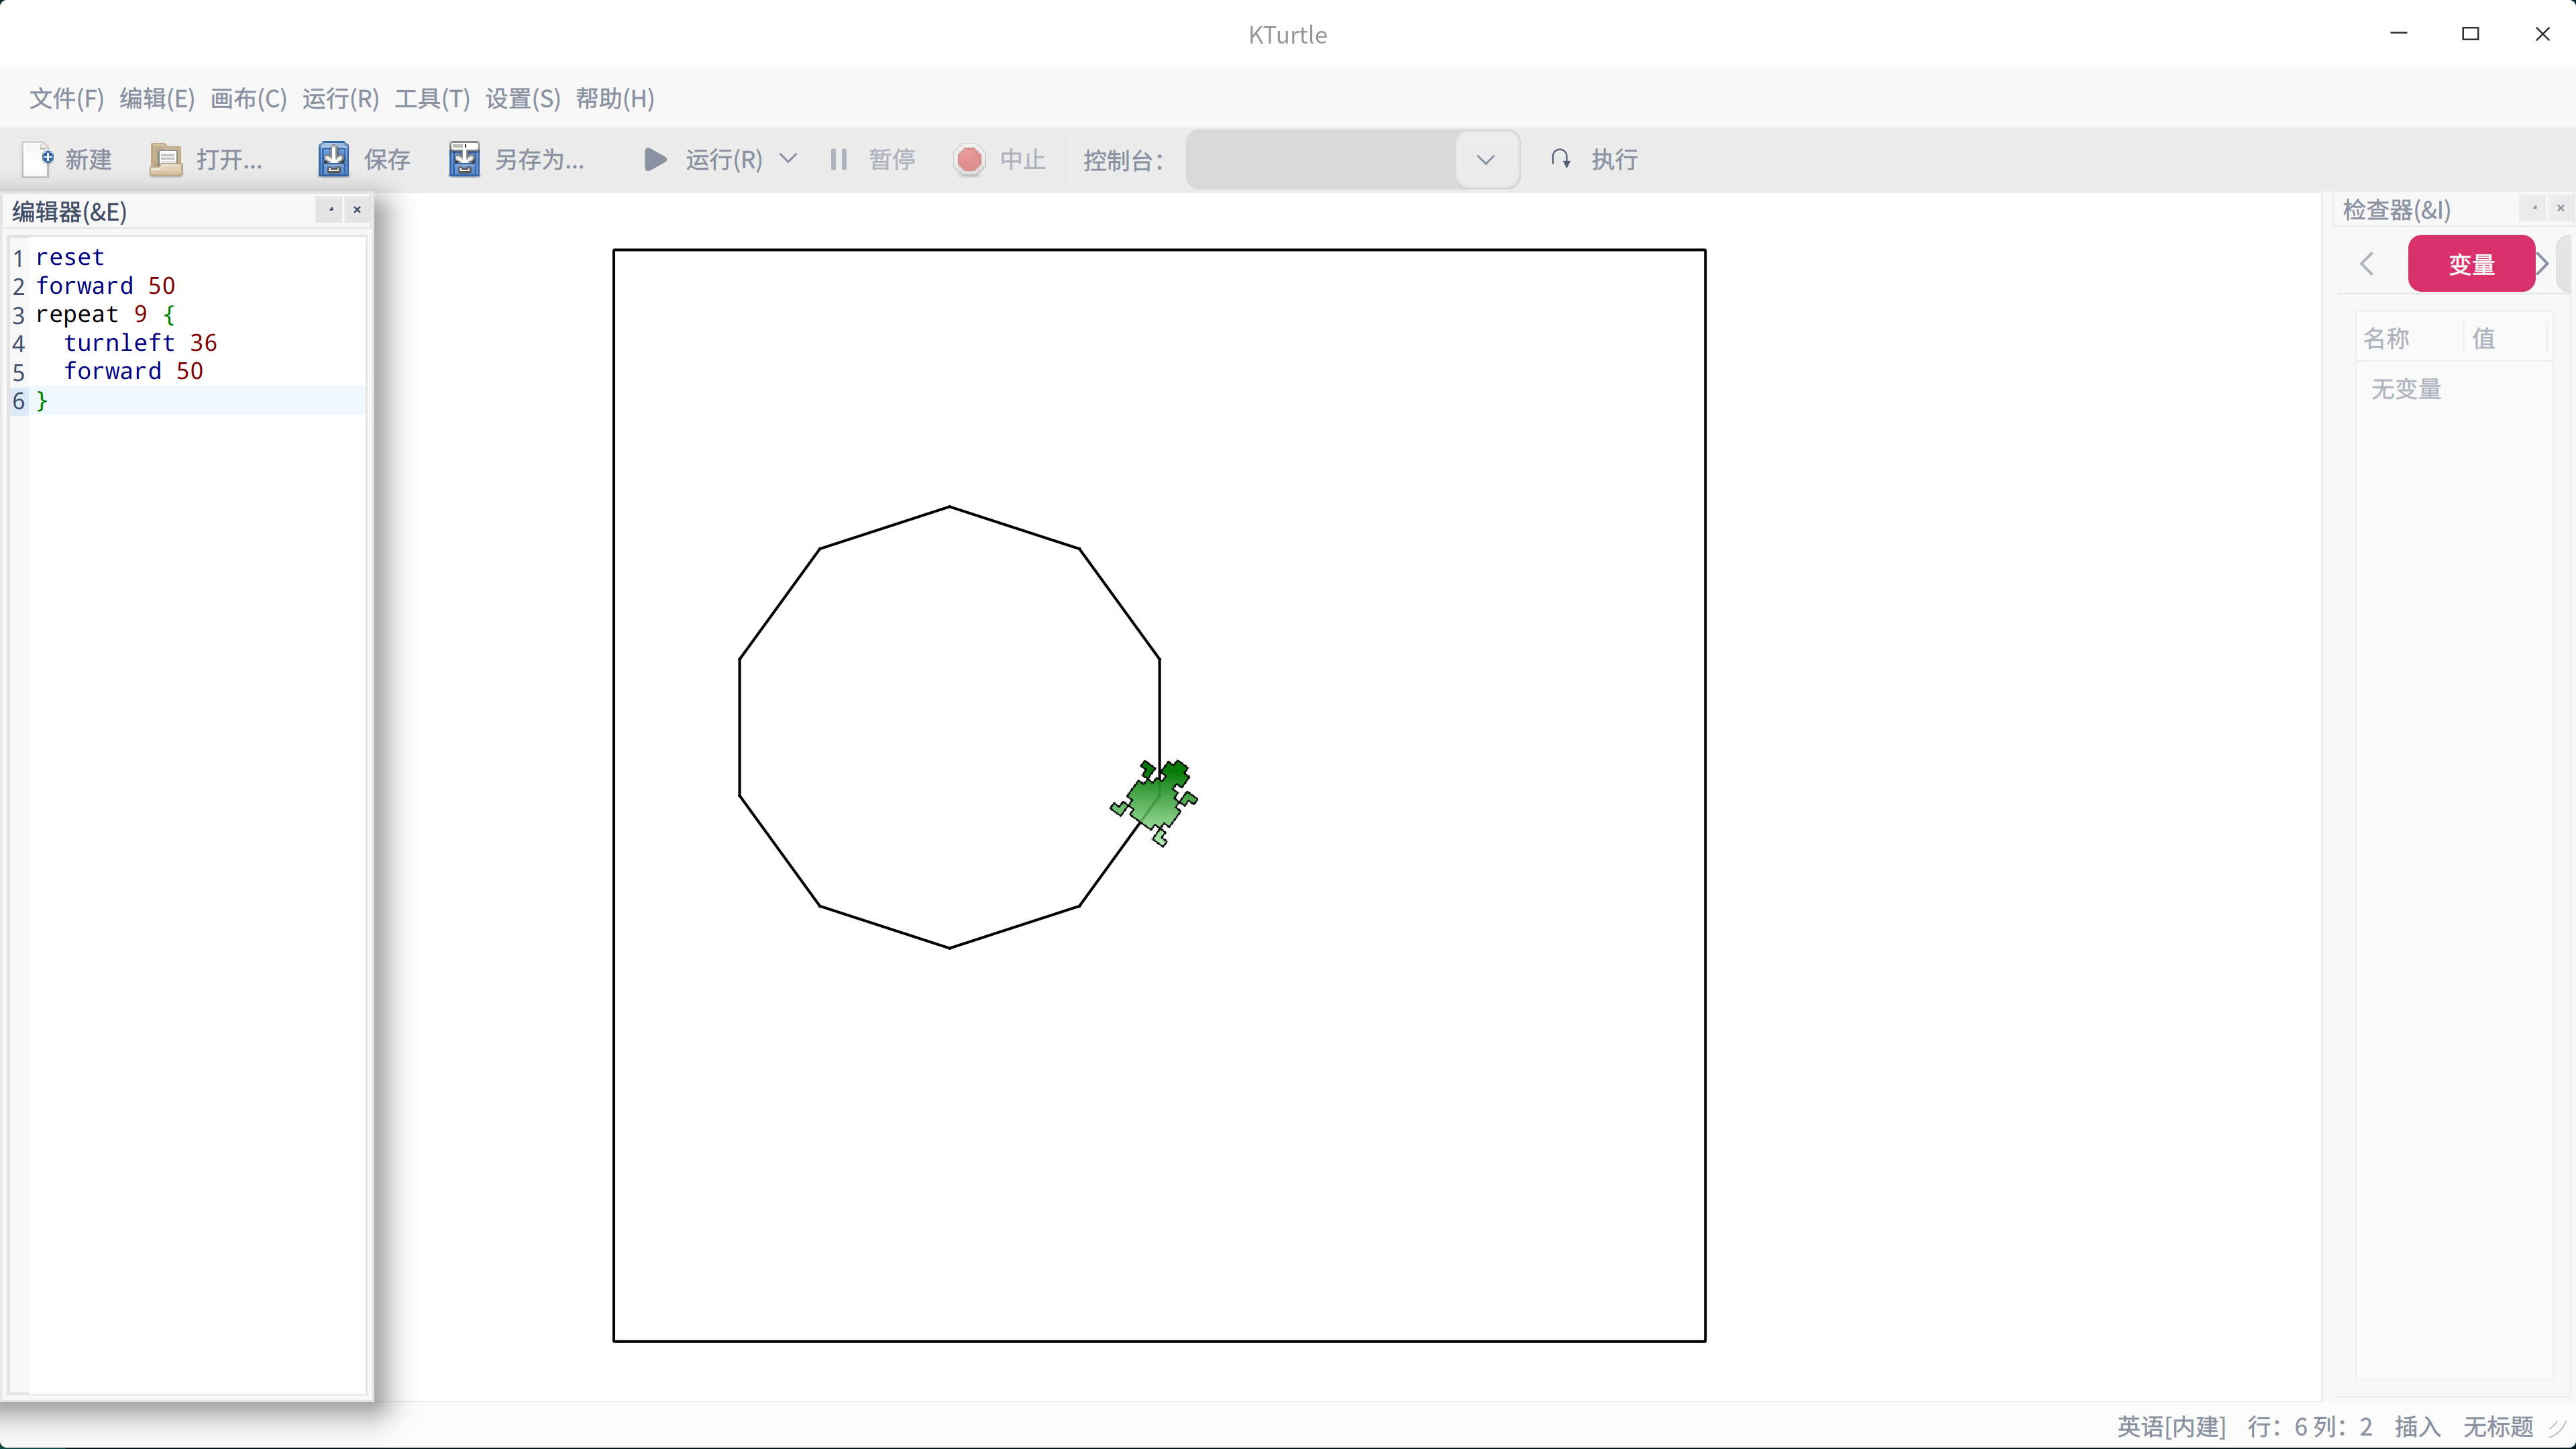 KTurtle
文件(F) 编辑(E) 画布(C) 运行(R) 工具(T) 设置(S) 帮助(H)
新建 打开... 保存 另存为... 运行(R) 暂停 中止 控制台： 执行
编辑器(&E)
1 reset
2 forward 50
3 repeat 9 {
4   turnleft 36
5   forward 50
6 }
检查器(&I)
变量
名称 值
无变量
英语[内建] 行：6 列：2 插入 无标题